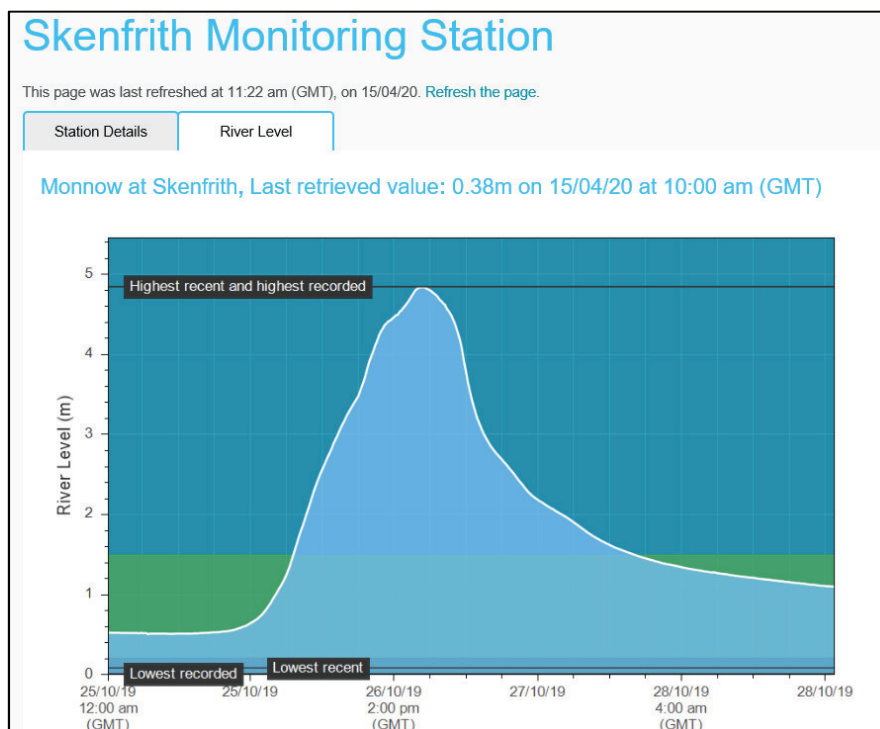 Skenfrith Monitoring Station
This page was last refreshed at 11:22 am (GMT), on 15/04/20. Refresh the page.
Station Details
River Level
Monnow at Skenfrith, Last retrieved value: 0.38m on 15/04/20 at 10:00 am (GMT)
5
Highest recent and highest recorded
4
3
2
1
0
River Level (m)
Lowest recorded
Lowest recent
25/10/19 25/10/19 26/10/19 27/10/19 28/10/19 28/10/19
12:00 am 2:00 pm 4:00 am
(GMT) (GMT) (GMT)